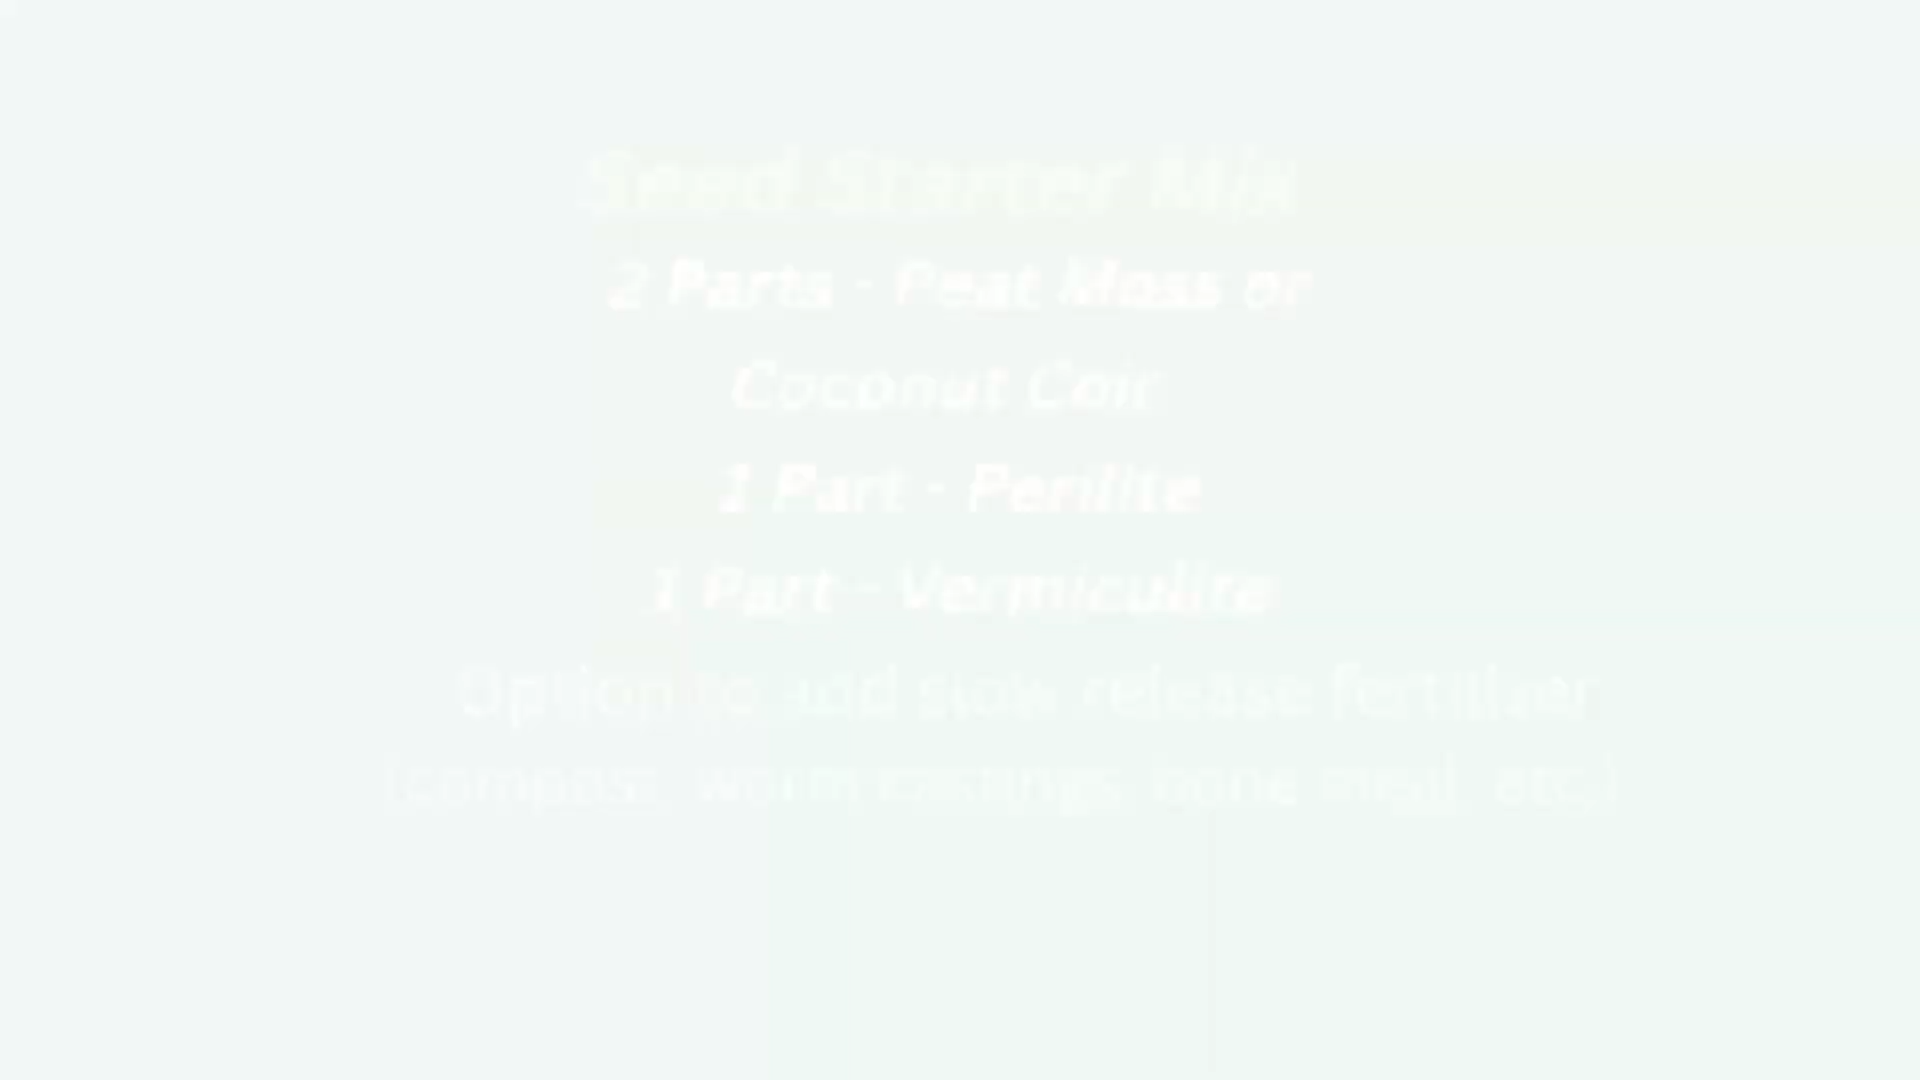 Seed Starter Mix
2 Parts - Peat Moss or
Coconut Coir
1 Part - Perilite
1 Part - Vermiculite
Option to add slow release fertilizer
(compost, worm castings, bone meal, etc.)